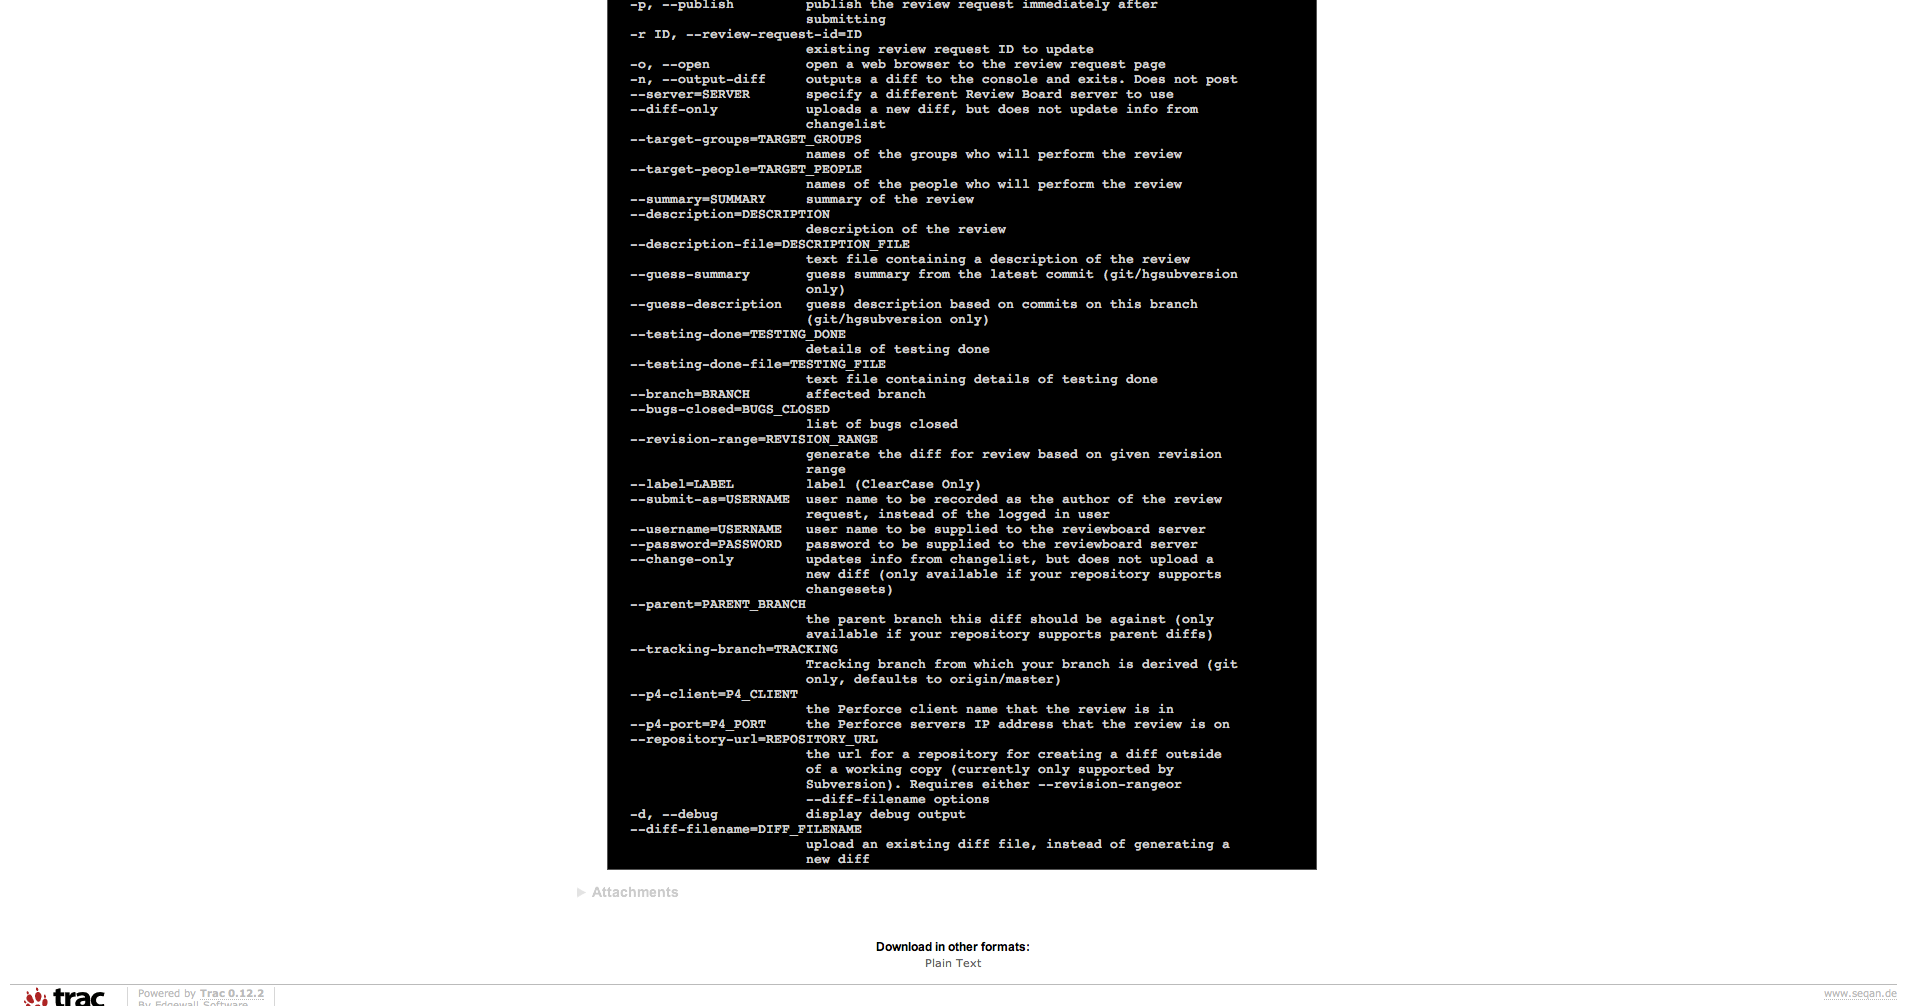 -p, --publish         publish the review request immediately after
                      submitting
-r ID, --review-request-id=ID
                      existing review request ID to update
-o, --open            open a web browser to the review request page
-n, --output-diff     outputs a diff to the console and exits. Does not post
--server=SERVER       specify a different Review Board server to use
--diff-only           uploads a new diff, but does not update info from
                      changelist
--target-groups=TARGET_GROUPS
                      names of the groups who will perform the review
--target-people=TARGET_PEOPLE
                      names of the people who will perform the review
--summary=SUMMARY     summary of the review
--description=DESCRIPTION
                      description of the review
--description-file=DESCRIPTION_FILE
                      text file containing a description of the review
--guess-summary       guess summary from the latest commit (git/hgsubversion
                      only)
--guess-description   guess description based on commits on this branch
                      (git/hgsubversion only)
--testing-done=TESTING_DONE
                      details of testing done
--testing-done-file=TESTING_FILE
                      text file containing details of testing done
--branch=BRANCH       affected branch
--bugs-closed=BUGS_CLOSED
                      list of bugs closed
--revision-range=REVISION_RANGE
                      generate the diff for review based on given revision
                      range
--label=LABEL         label (ClearCase Only)
--submit-as=USERNAME  user name to be recorded as the author of the review
                      request, instead of the logged in user
--username=USERNAME   user name to be supplied to the reviewboard server
--password=PASSWORD   password to be supplied to the reviewboard server
--change-only         updates info from changelist, but does not upload a
                      new diff (only available if your repository supports
                      changesets)
--parent=PARENT_BRANCH
                      the parent branch this diff should be against (only
                      available if your repository supports parent diffs)
--tracking-branch=TRACKING
                      Tracking branch from which your branch is derived (git
                      only, defaults to origin/master)
--p4-client=P4_CLIENT
                      the Perforce client name that the review is in
--p4-port=P4_PORT     the Perforce servers IP address that the review is on
--repository-url=REPOSITORY_URL
                      the url for a repository for creating a diff outside
                      of a working copy (currently only supported by
                      Subversion). Requires either --revision-rangeor
                      --diff-filename options
-d, --debug           display debug output
--diff-filename=DIFF_FILENAME
                      upload an existing diff file, instead of generating a
                      new diff
Attachments
Download in other formats:
Plain Text
trac
Powered by Trac 0.12.2
By Edgewall Software
www.seqan.de